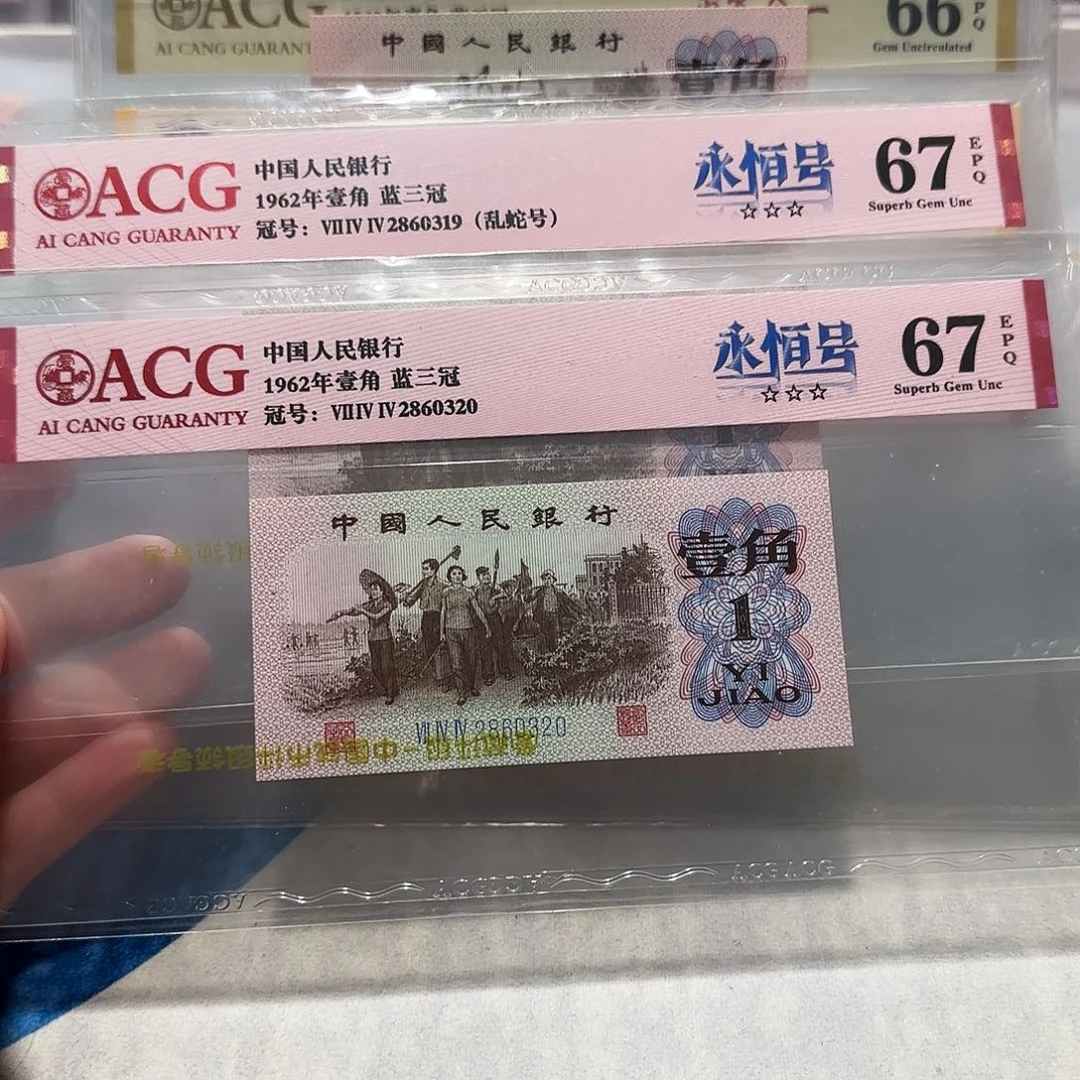 ACG
AI CANG GUARANT
66
EPQ
Gem Uncirculated
中國人民銀行
壹角
ACG
AI CANG GUARANTY
中国人民银行
1962年壹角 蓝三冠
冠号：VII IV IV 2860319（乱蛇号）
永恒号
☆☆☆
67
EPQ
Superb Gem Unc
ACG
AI CANG GUARANTY
中国人民银行
1962年壹角 蓝三冠
冠号：VII IV IV 2860320
永恒号
☆☆☆
67
EPQ
Superb Gem Unc
中國人民銀行
壹角
1
YI
JIAO
VII IV IV 2860320
ACGACG